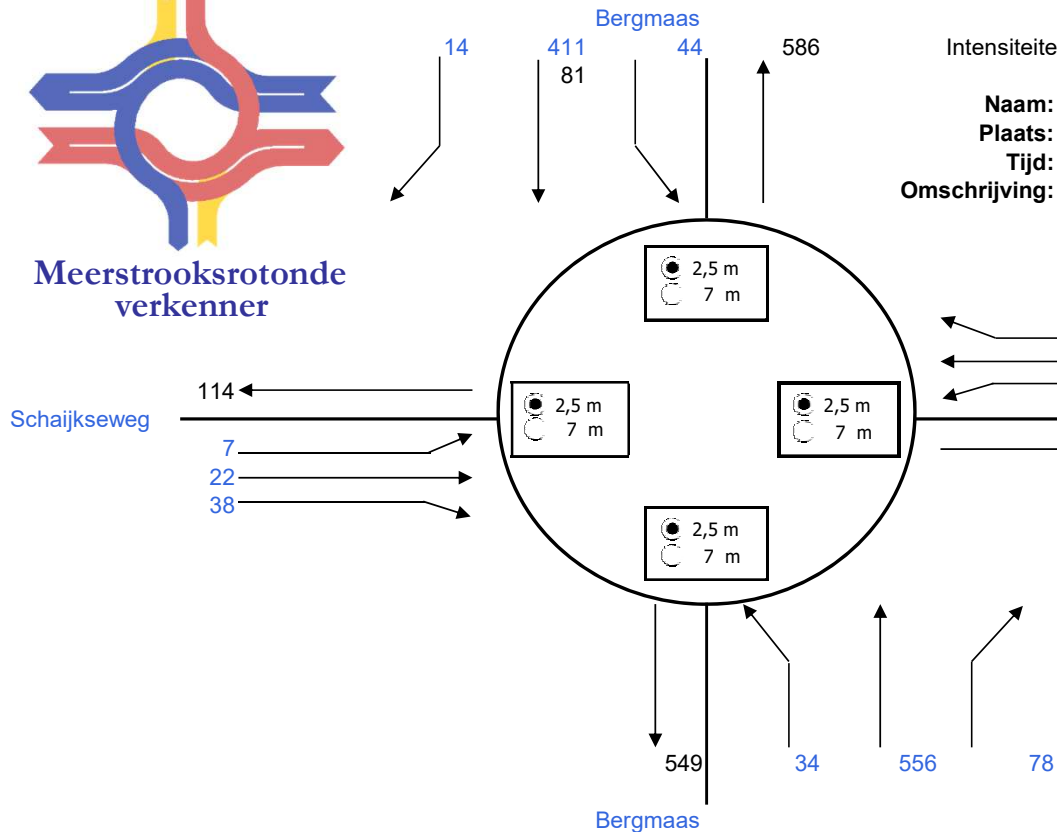 Bergmaas
14 411 44 586 Intensiteite
81
Naam:
Plaats:
Tijd:
Omschrijving:
Meerstrooksrotonde
verkenner
2,5 m
7 m
114
2,5 m
7 m
2,5 m
7 m
Schaijkseweg
7
22
38
2,5 m
7 m
549 34 556 78
Bergmaas